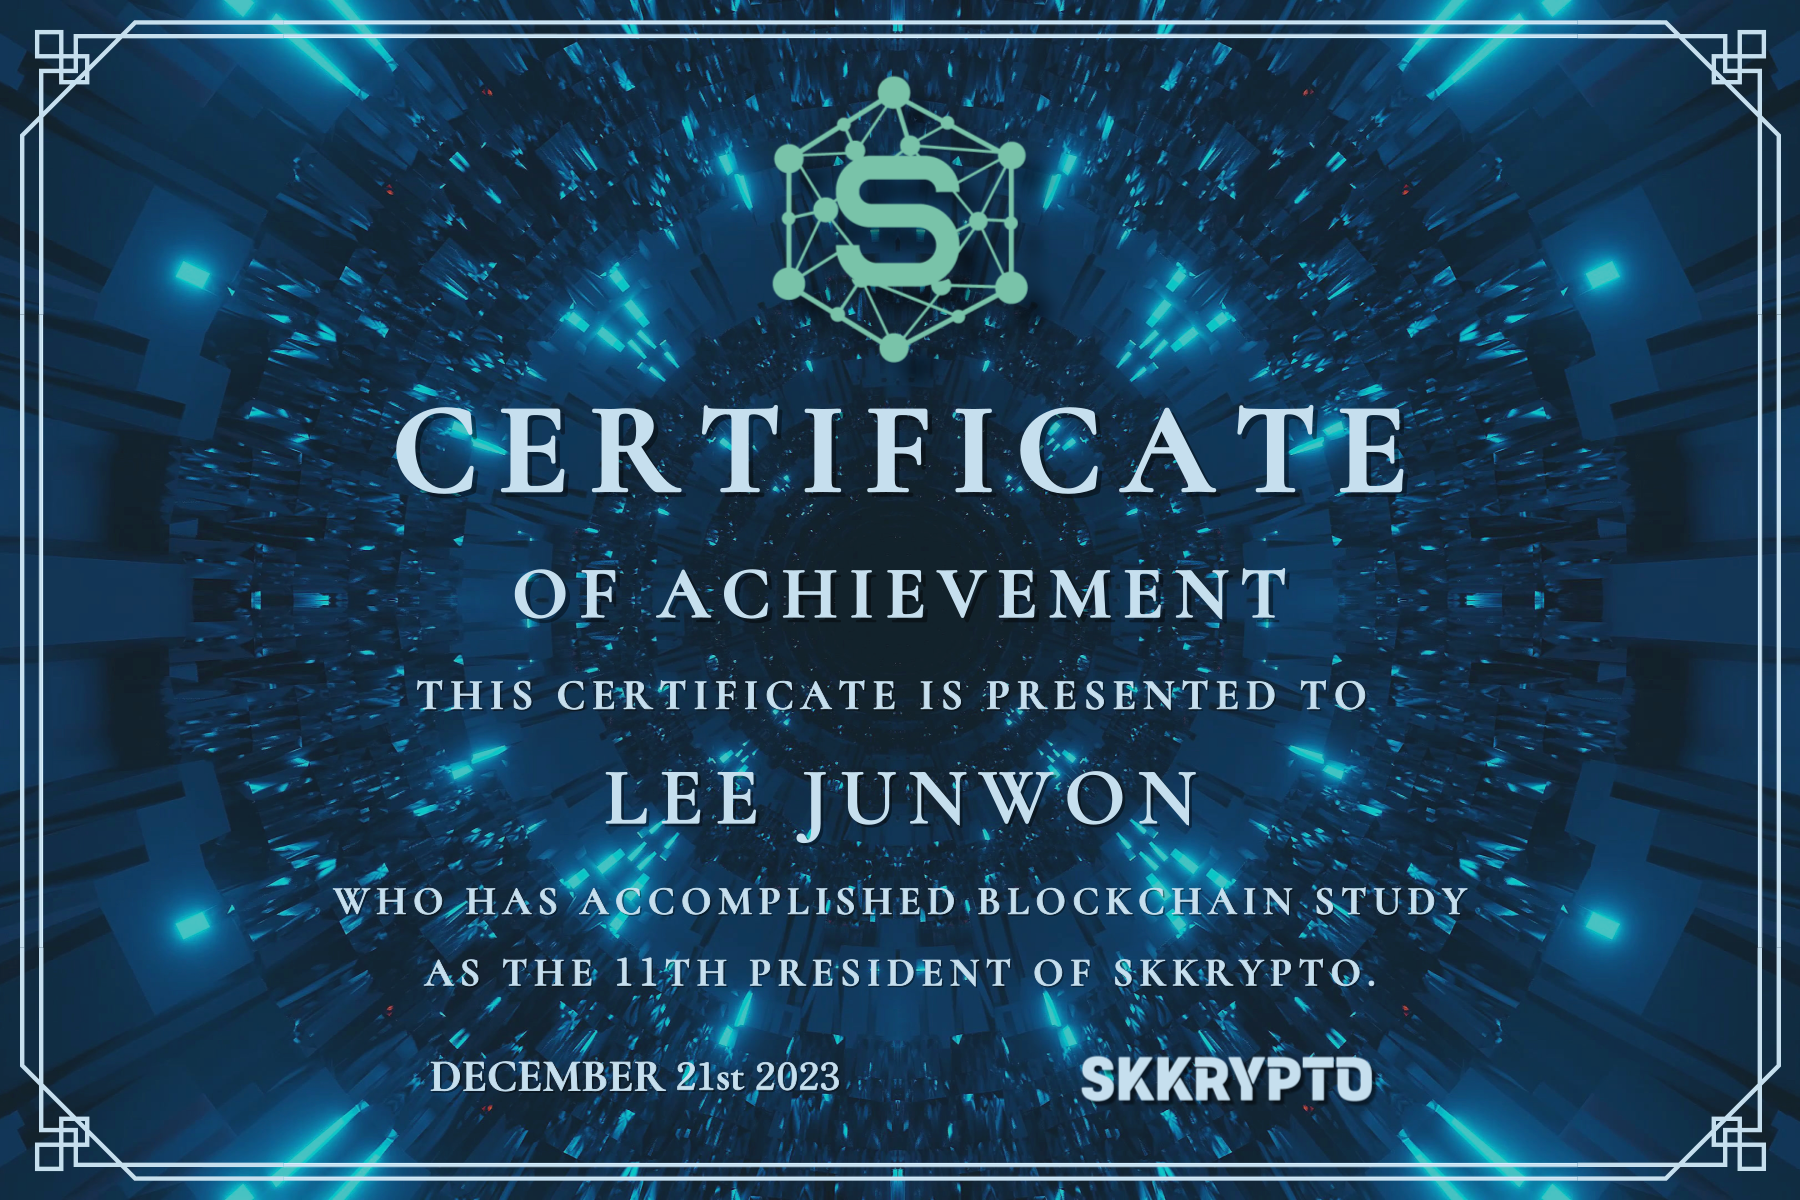 S
CERTIFICATE
OF ACHIEVEMENT
THIS CERTIFICATE IS PRESENTED TO
LEE JUNWON
WHO HAS ACCOMPLISHED BLOCKCHAIN STUDY
AS THE 11TH PRESIDENT OF SKKRYPTO.
DECEMBER 21st 2023
SKKRYPTO